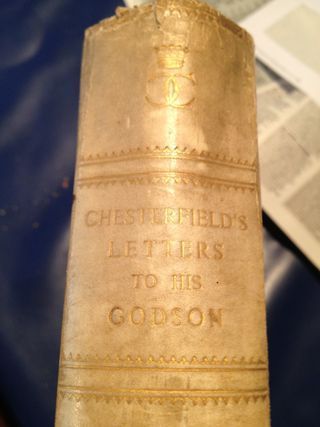 CHESTERFIELD'S
LETTERS
TO HIS
GODSON